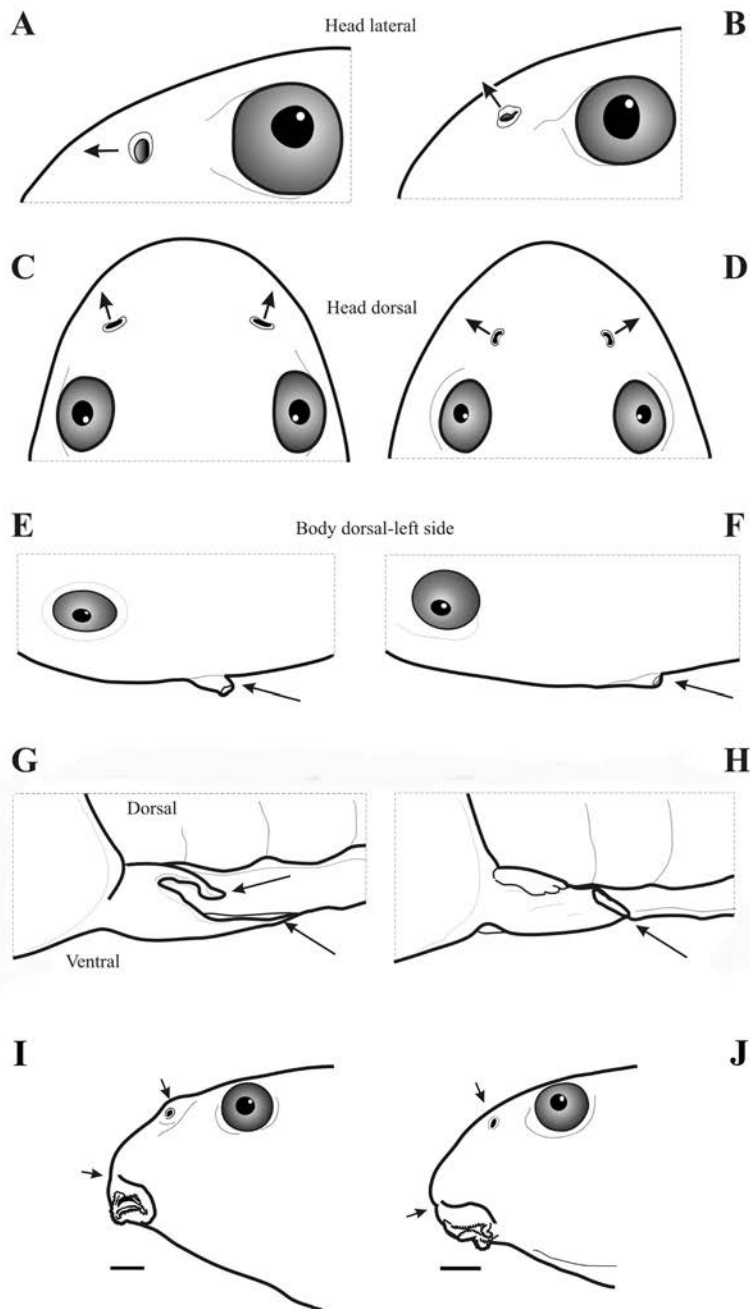 A Head lateral B
C Head dorsal D
E Body dorsal-left side F
G H
Dorsal
Ventral
I J